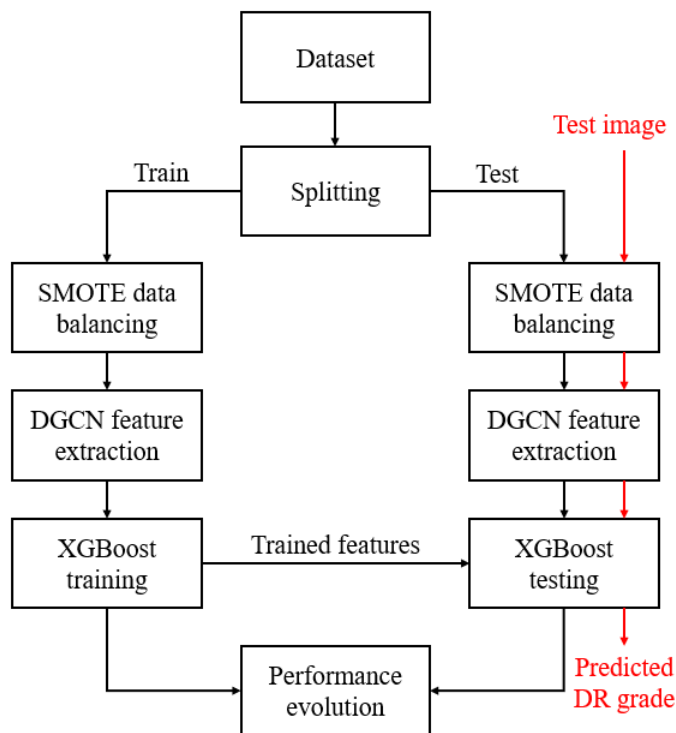 Dataset
Test image
Train
Splitting
Test
SMOTE data
balancing
SMOTE data
balancing
DGCN feature
extraction
DGCN feature
extraction
XGBoost
training
Trained features
XGBoost
testing
Performance
evolution
Predicted
DR grade